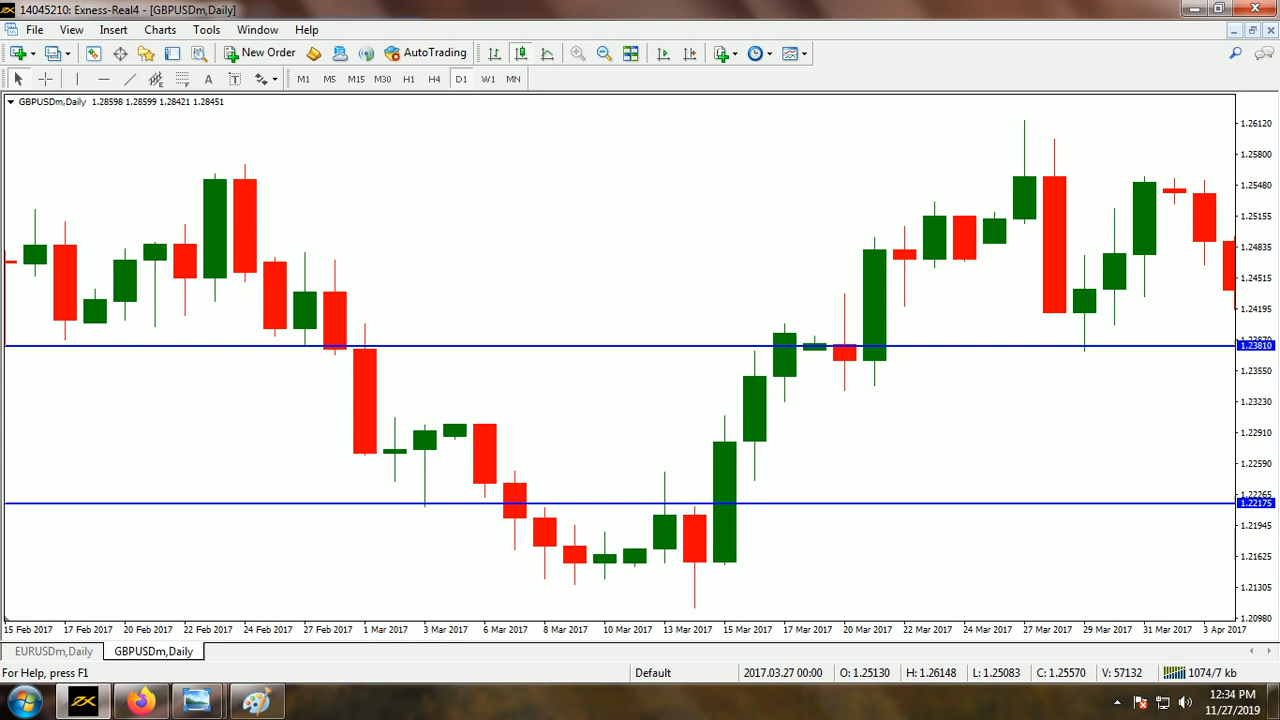 14045210: Exness-Real4 - [GBPUSDm,Daily]
File View Insert Charts Tools Window Help
New Order AutoTrading
A T M1 M5 M15 M30 H1 H4 D1 W1 MN
GBPUSDm,Daily 1.28598 1.28599 1.28421 1.28451
1.26120
1.25800
1.25480
1.25155
1.24835
1.24515
1.24195
1.23810
1.23550
1.23230
1.22910
1.22590
1.22265
1.22175
1.21945
1.21625
1.21305
1.20980
15 Feb 2017 17 Feb 2017 20 Feb 2017 22 Feb 2017 24 Feb 2017 27 Feb 2017 1 Mar 2017 3 Mar 2017 6 Mar 2017 8 Mar 2017 10 Mar 2017 13 Mar 2017 15 Mar 2017 17 Mar 2017 20 Mar 2017 22 Mar 2017 24 Mar 2017 27 Mar 2017 29 Mar 2017 31 Mar 2017 3 Apr 2017
EURUSDm,Daily GBPUSDm,Daily
For Help, press F1 Default 2017.03.27 00:00 O: 1.25130 H: 1.26148 L: 1.25083 C: 1.25570 V: 57132 1074/7 kb
12:34 PM
11/27/2019